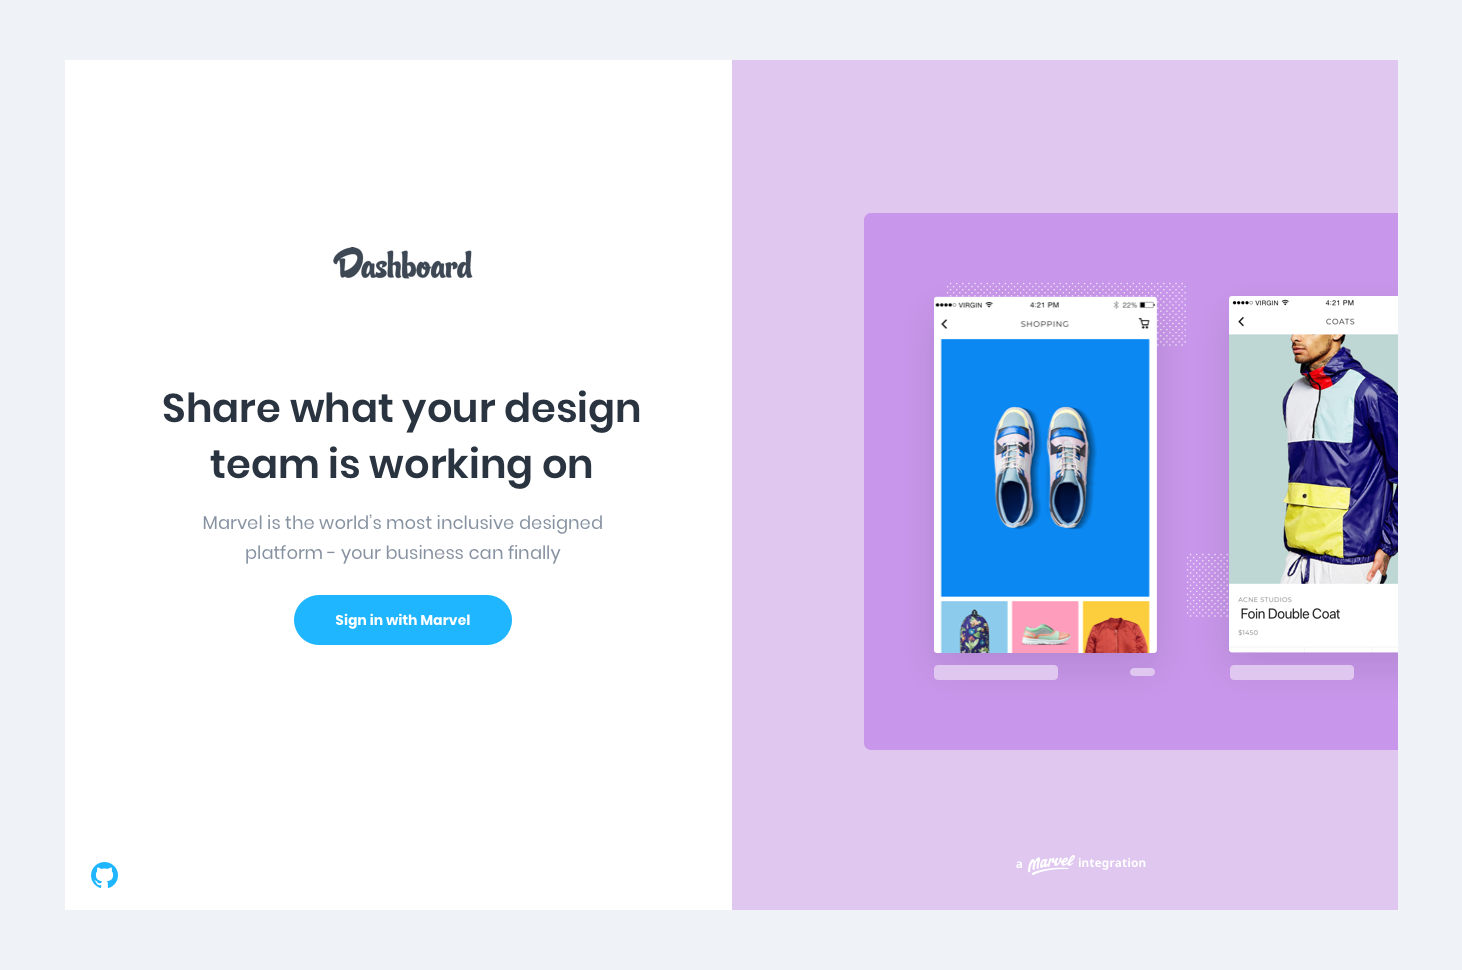 Dashboard
Share what your design
team is working on
Marvel is the world's most inclusive designed
platform - your business can finally
Sign in with Marvel
VIRGIN 4:21 PM 22%
SHOPPING
VIRGIN 4:21 PM
COATS
ACNE STUDIOS
Foin Double Coat
$1450
a Marvel integration